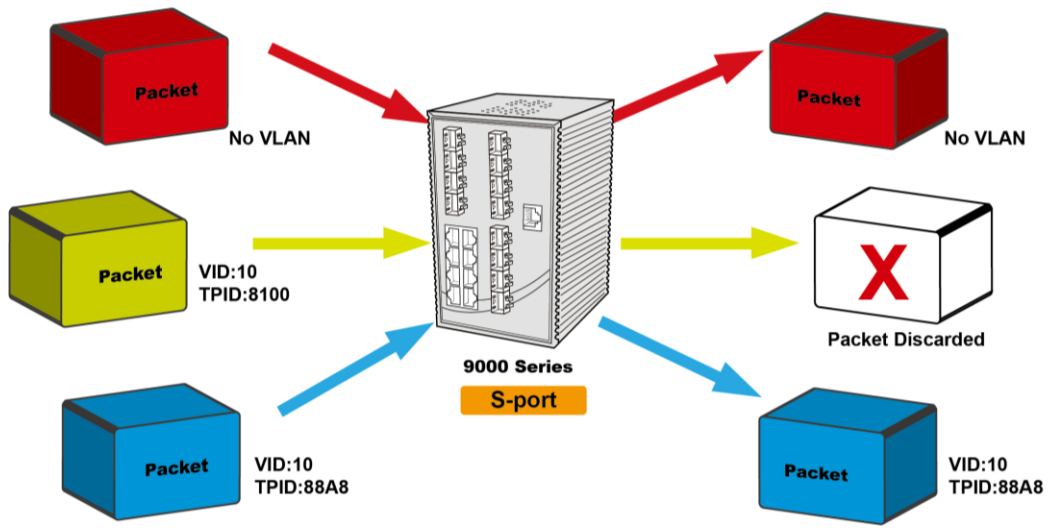 Packet
No VLAN
Packet
No VLAN
Packet
VID:10
TPID:8100
X
Packet Discarded
9000 Series
S-port
Packet
VID:10
TPID:88A8
Packet
VID:10
TPID:88A8